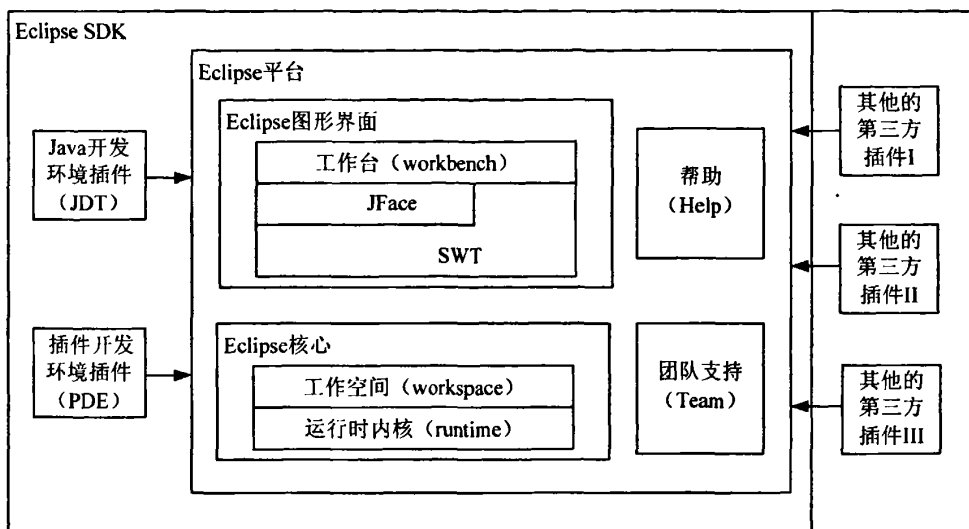 Eclipse SDK
Eclipse平台
Eclipse图形界面
工作台（workbench）
JFace
SWT
帮助
（Help）
Java开发
环境插件
（JDT）
插件开发
环境插件
（PDE）
Eclipse核心
工作空间（workspace）
运行时内核（runtime）
团队支持
（Team）
其他的
第三方
插件I
其他的
第三方
插件II
其他的
第三方
插件III